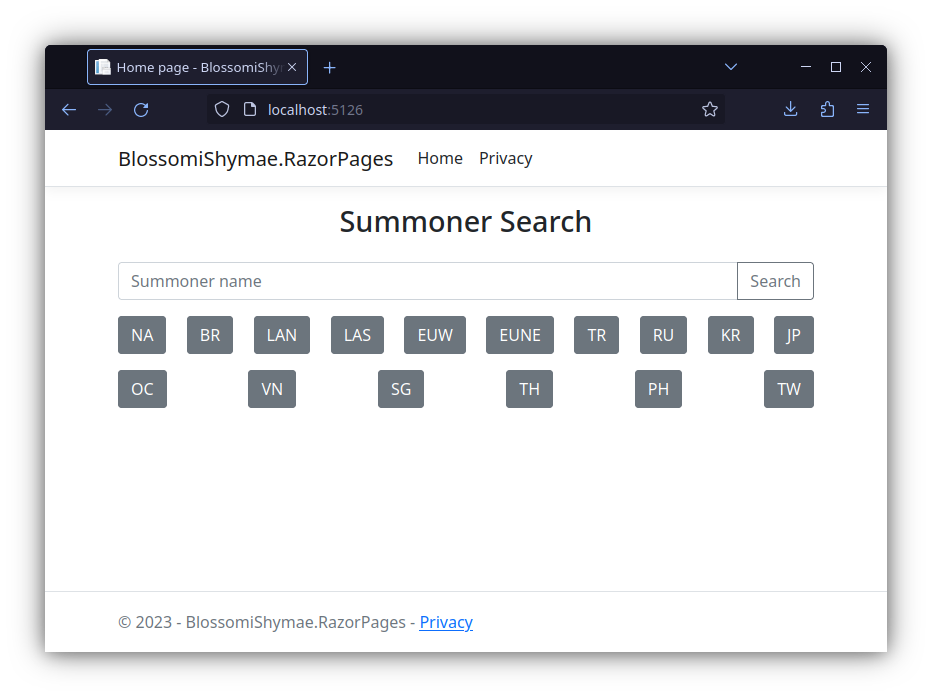 Home page - BlossomiShy
localhost:5126
BlossomiShymae.RazorPages Home Privacy
Summoner Search
Summoner name Search
NA BR LAN LAS EUW EUNE TR RU KR JP
OC VN SG TH PH TW
© 2023 - BlossomiShymae.RazorPages - Privacy